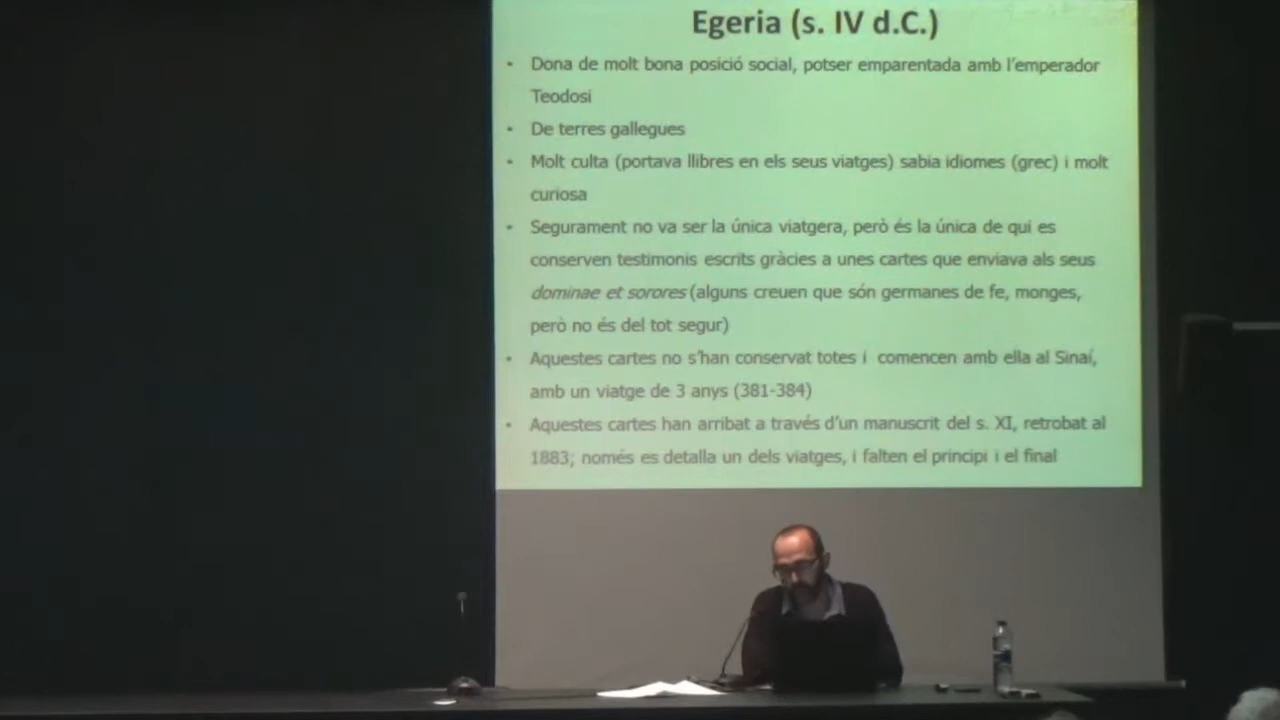 Egeria (s. IV d.C.)
• Dona de molt bona posició social, potser emparentada amb l'emperador
Teodosi
• De terres gallegues
• Molt culta (portava llibres en els seus viatges) sabia idiomes (grec) i molt
curiosa
• Segurament no va ser la única viatgera, però és la única de qui es
conserven testimonis escrits gràcies a unes cartes que enviava als seus
dominae et sorores (alguns creuen que són germanes de fe, monges,
però no és del tot segur)
• Aquestes cartes no s'han conservat totes i comencen amb ella al Sinaí,
amb un viatge de 3 anys (381-384)
• Aquestes cartes han arribat a través d'un manuscrit del s. XI, retrobat al
1883; només es detalla un dels viatges, i falten el principi i el final